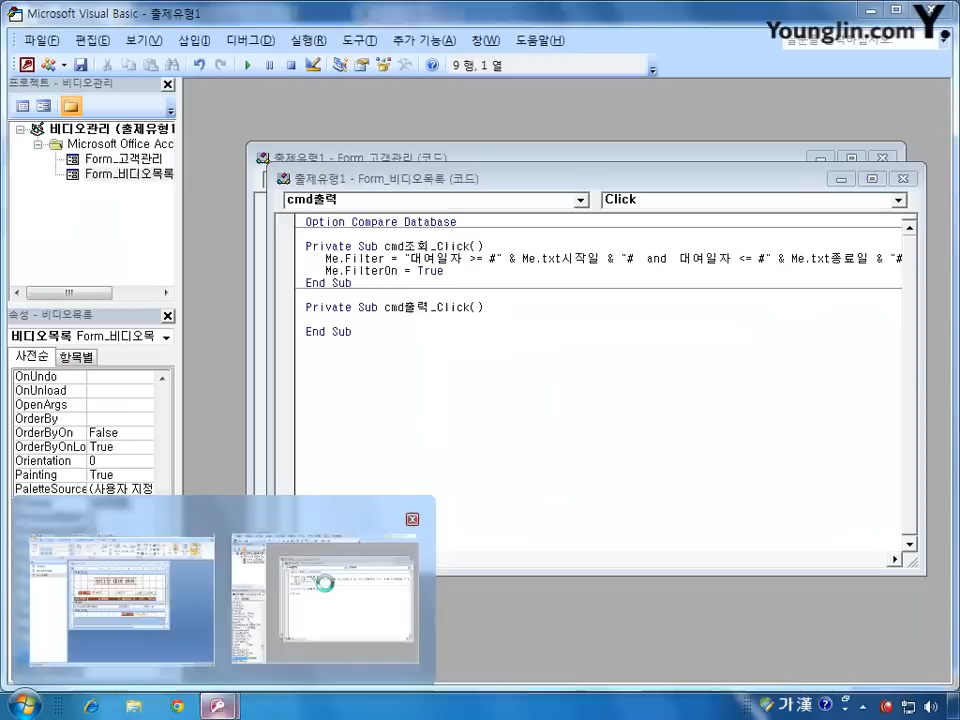 Microsoft Visual Basic - 출제유형1
YoungJin.com Y.
파일(F) 편집(E) 보기(V) 삽입(I) 디버그(D) 실행(R) 도구(T) 추가 기능(A) 창(W) 도움말(H)
9 행, 1 열
프로젝트 - 비디오관리
비디오관리 (출제유형1
Microsoft Office Acc
Form_고객관리
Form_비디오목록
출제유형1 - Form_고객관리 (코드)
출제유형1 - Form_비디오목록 (코드)
cmd출력
Click
Option Compare Database
Private Sub cmd조회_Click()
Me.Filter = "대여일자 >= #" & Me.txt시작일 & "# and 대여일자 <= #" & Me.txt종료일 & "#
Me.FilterOn = True
End Sub
Private Sub cmd출력_Click()
End Sub
속성 - 비디오목록
비디오목록 Form_비디오목
사전순 항목별
OnUndo
OnUnload
OpenArgs
OrderBy
OrderByOn False
OrderByOnLo True
Orientation 0
Painting True
PaletteSource (사용자 지정
가 漢